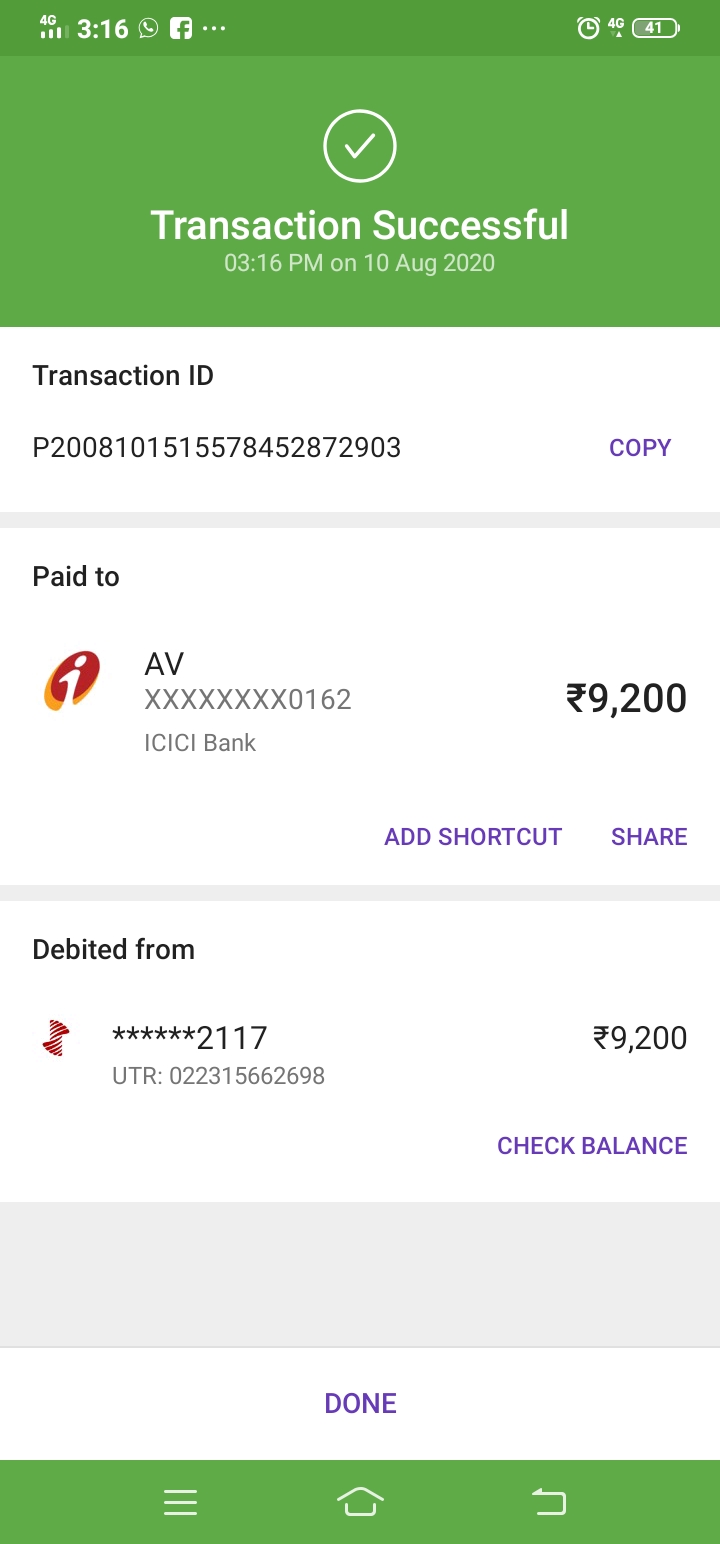 4G 3:16 ... 4G 41
Transaction Successful
03:16 PM on 10 Aug 2020
Transaction ID
P2008101515578452872903 COPY
Paid to
AV
XXXXXXXX0162 ₹9,200
ICICI Bank
ADD SHORTCUT SHARE
Debited from
******2117 ₹9,200
UTR: 022315662698
CHECK BALANCE
DONE